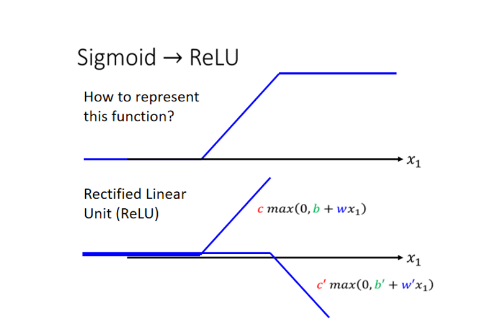 Sigmoid → ReLU
How to represent
this function?
x₁
Rectified Linear
Unit (ReLU)
c max(0, b + wx₁)
x₁
c′ max(0, b′ + w′x₁)